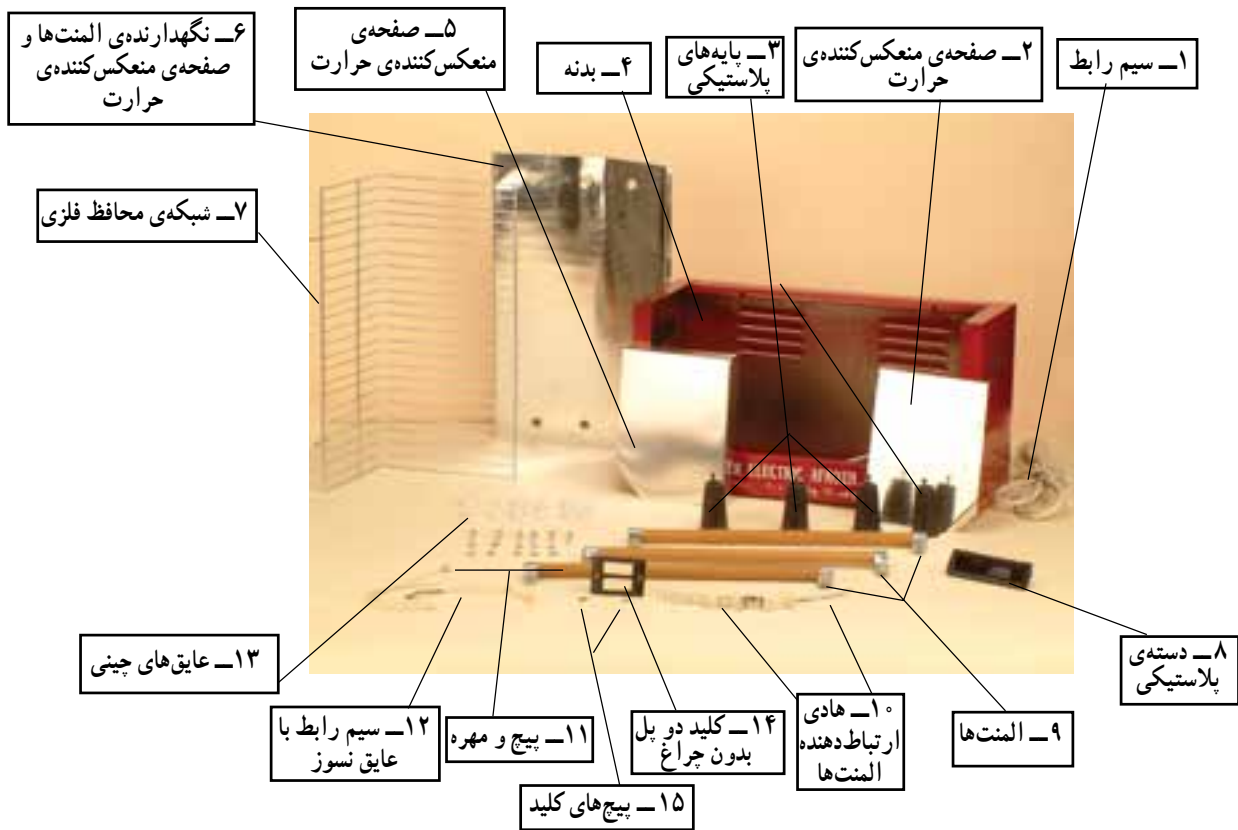 ۱ــ سیم رابط
۲ــ صفحه‌ی منعکس‌کننده‌ی
حرارت
۳ــ پایه‌های
پلاستیکی
۴ــ بدنه
۵ــ صفحه‌ی
منعکس‌کننده‌ی حرارت
۶ــ نگهدارنده‌ی المنت‌ها و
صفحه‌ی منعکس‌کننده‌ی
حرارت
۷ــ شبکه‌ی محافظ فلزی
ELECTRIC
۸ــ دسته‌ی
پلاستیکی
۹ــ المنت‌ها
۱۰ــ هادی
ارتباط‌دهنده
المنت‌ها
۱۴ــ کلید دو پل
بدون چراغ
۱۱ــ پیچ و مهره
۱۲ــ سیم رابط با
عایق نسوز
۱۳ــ عایق‌های چینی
۱۵ــ پیچ‌های کلید